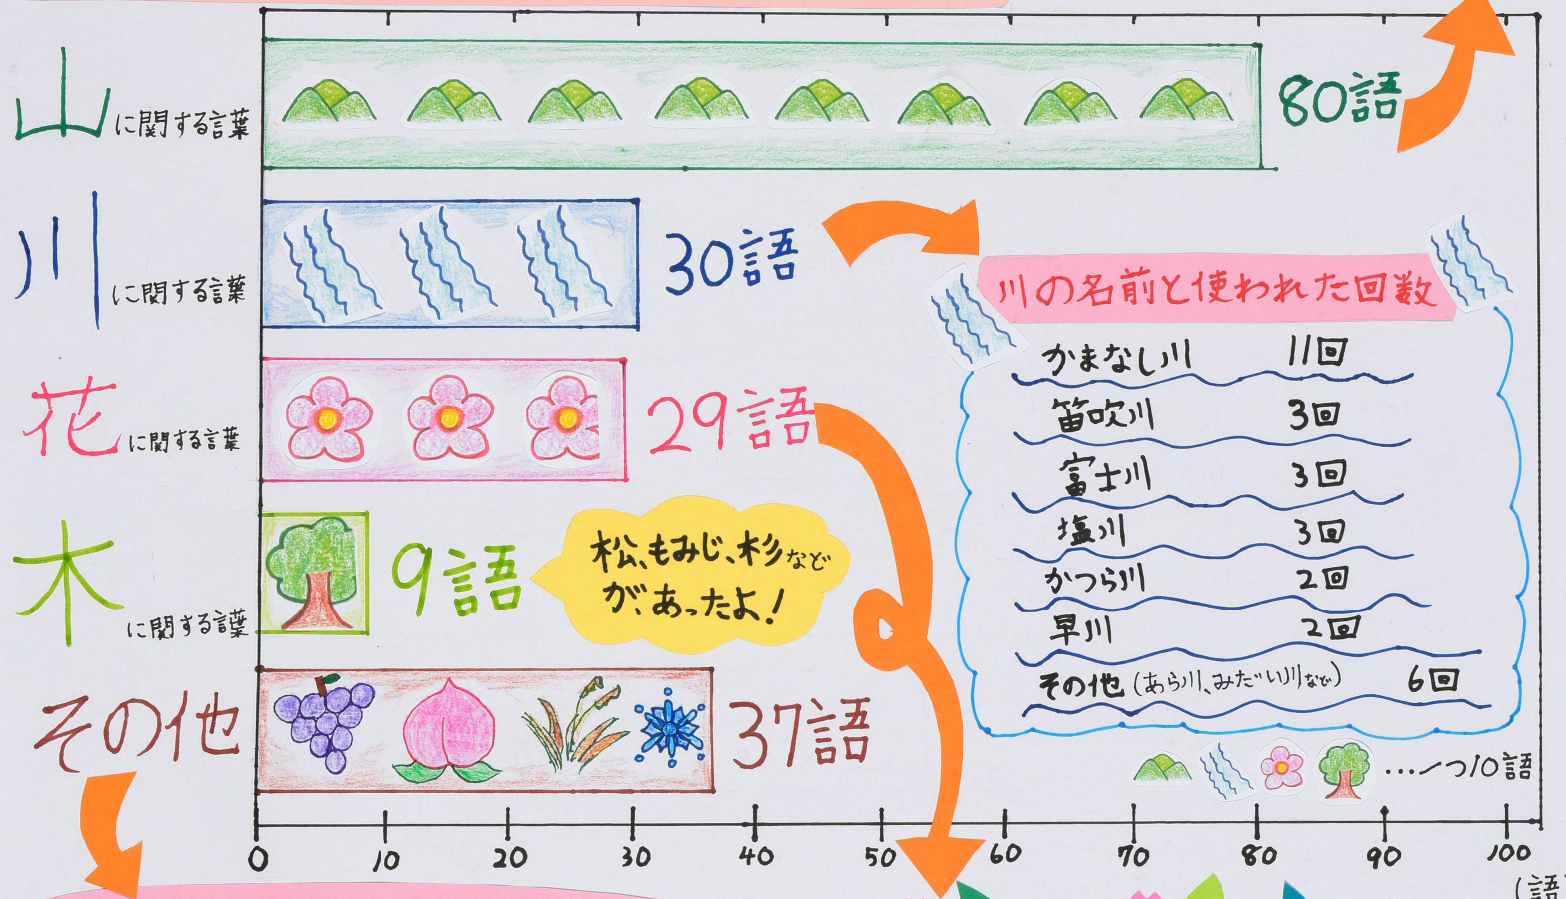 山に関する言葉
80語
川に関する言葉
30語
花に関する言葉
29語
木に関する言葉
9語
松、もみじ、杉など
が、あったよ！
その他
37語
川の名前と使われた回数
かまなし川 11回
笛吹川 3回
富士川 3回
塩川 3回
かつら川 2回
早川 2回
その他（あら川、みだい川など） 6回
…一つ10語
0 10 20 30 40 50 60 70 80 90 100
（語